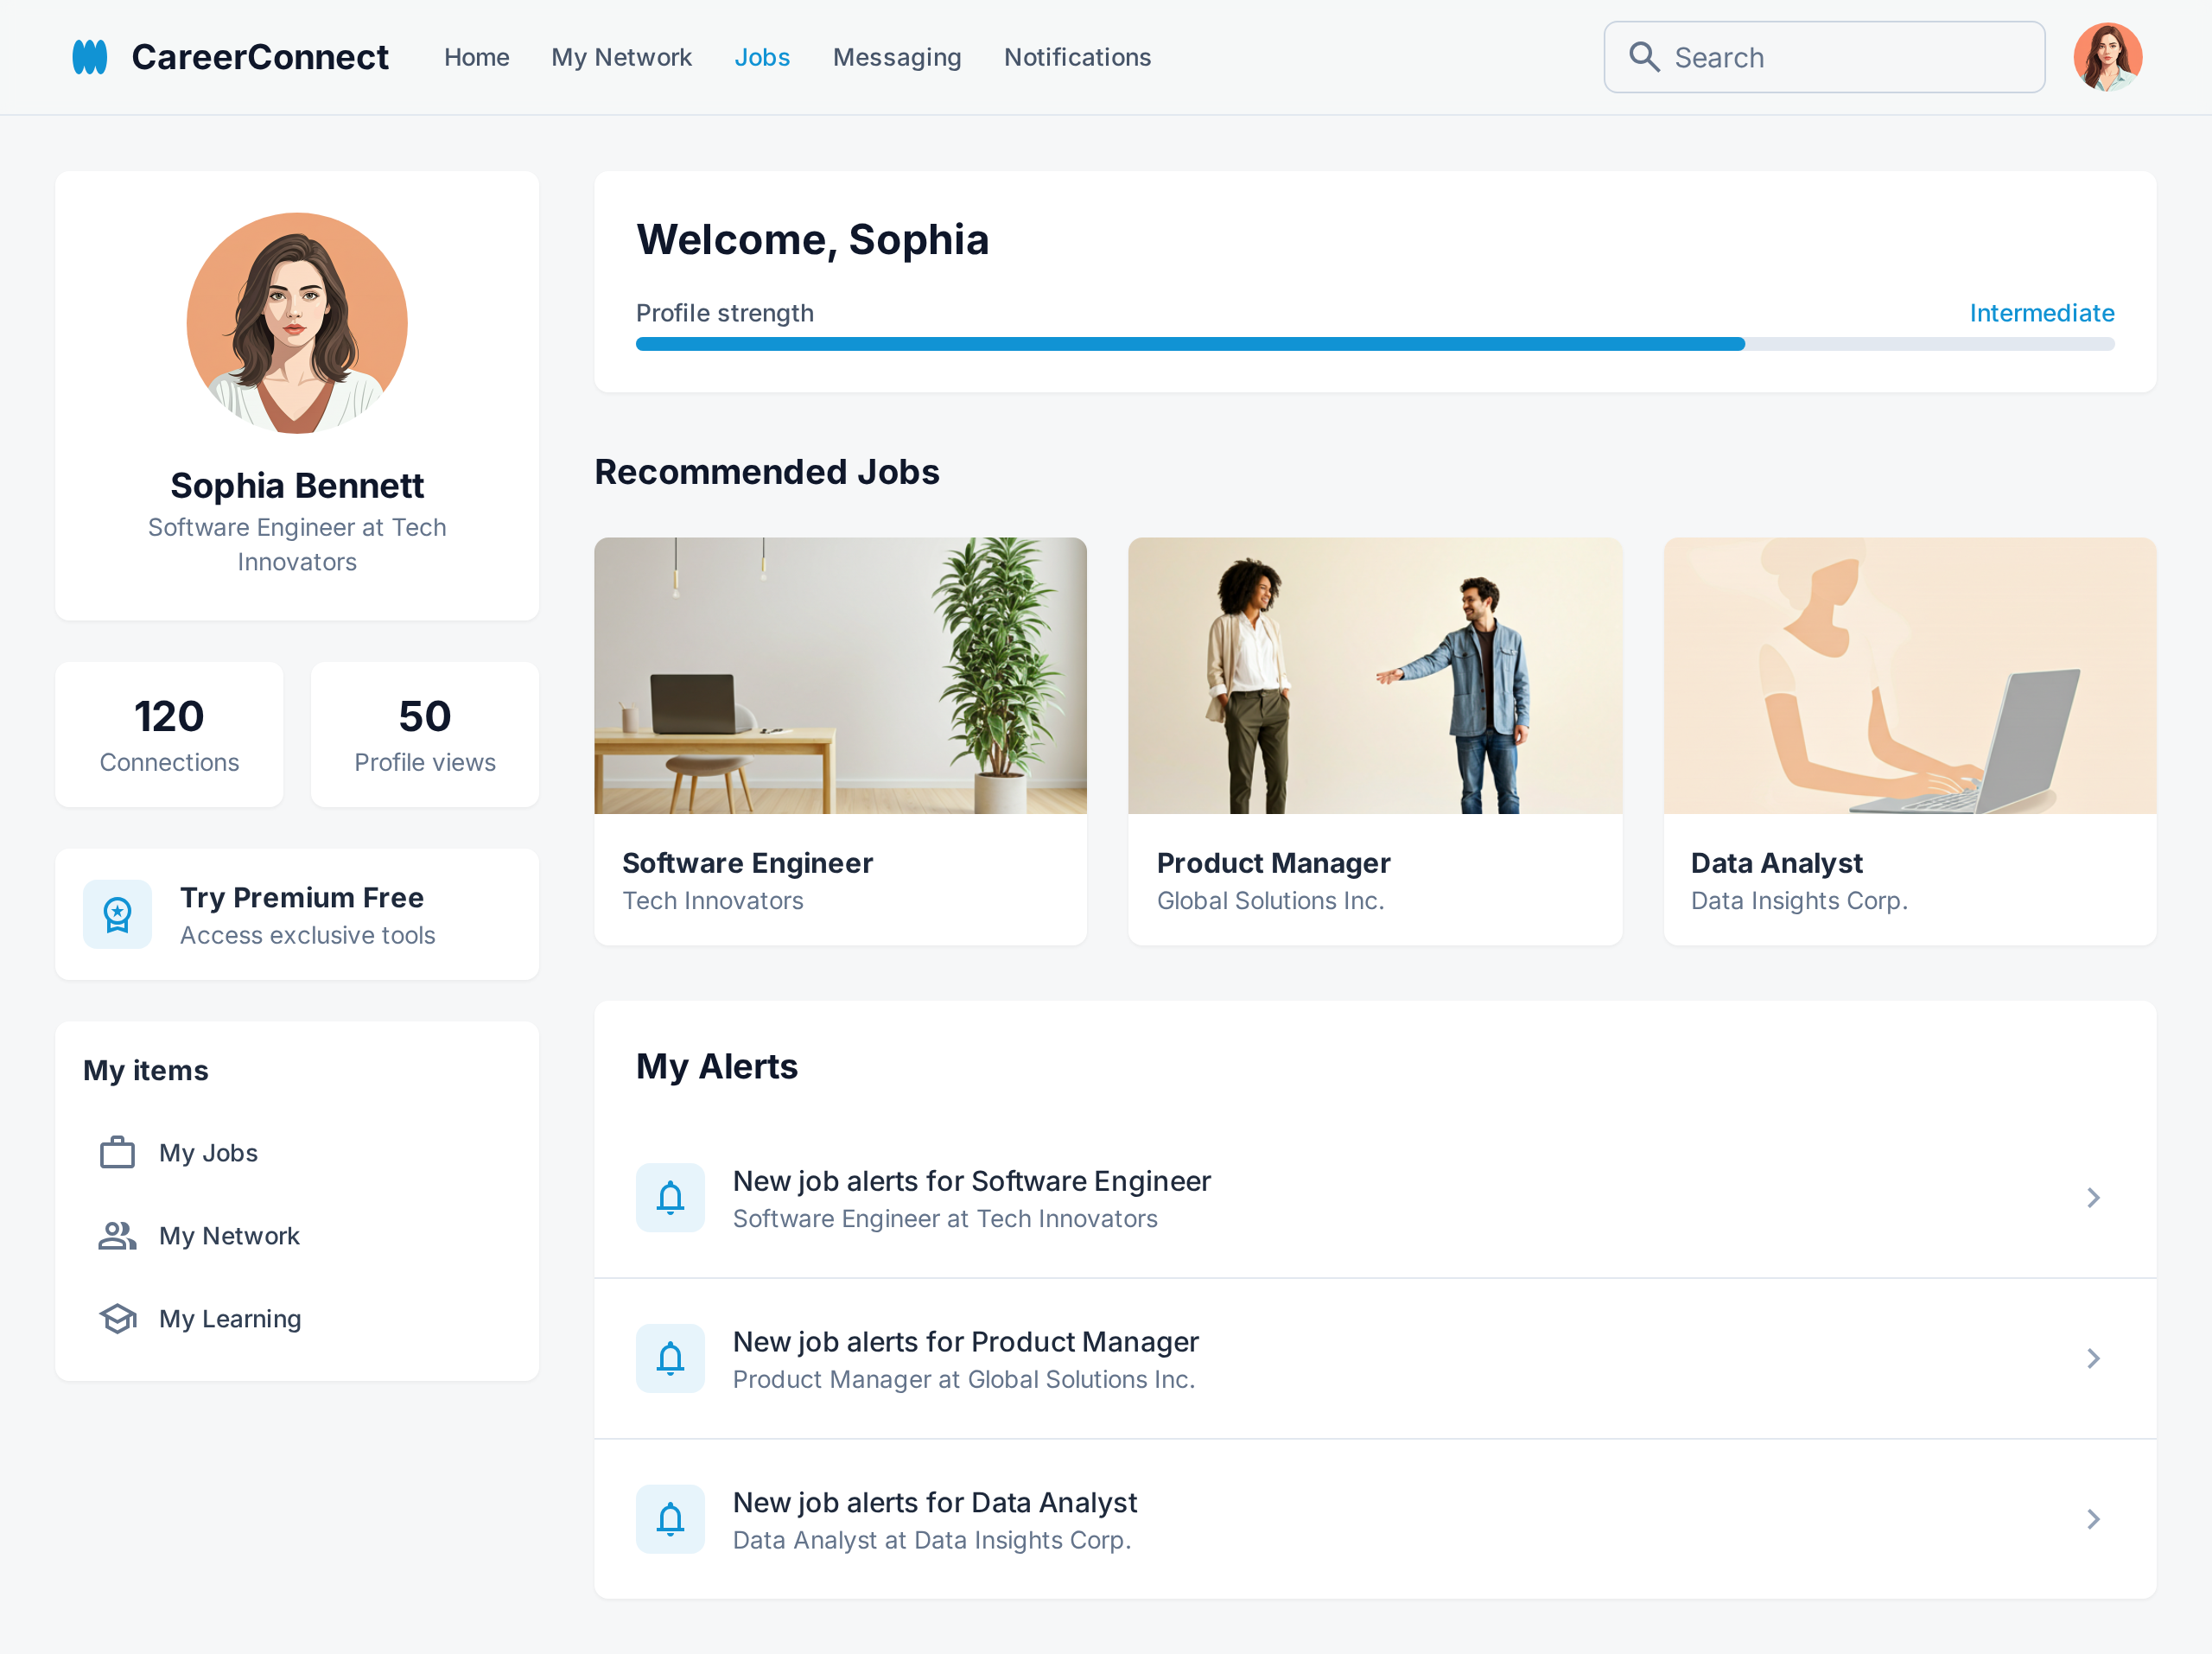 CareerConnect
Home
My Network
Jobs
Messaging
Notifications
Search
Sophia Bennett
Software Engineer at Tech
Innovators
120
Connections
50
Profile views
Try Premium Free
Access exclusive tools
My items
My Jobs
My Network
My Learning
Welcome, Sophia
Profile strength
Intermediate
Recommended Jobs
Software Engineer
Tech Innovators
Product Manager
Global Solutions Inc.
Data Analyst
Data Insights Corp.
My Alerts
New job alerts for Software Engineer
Software Engineer at Tech Innovators
New job alerts for Product Manager
Product Manager at Global Solutions Inc.
New job alerts for Data Analyst
Data Analyst at Data Insights Corp.